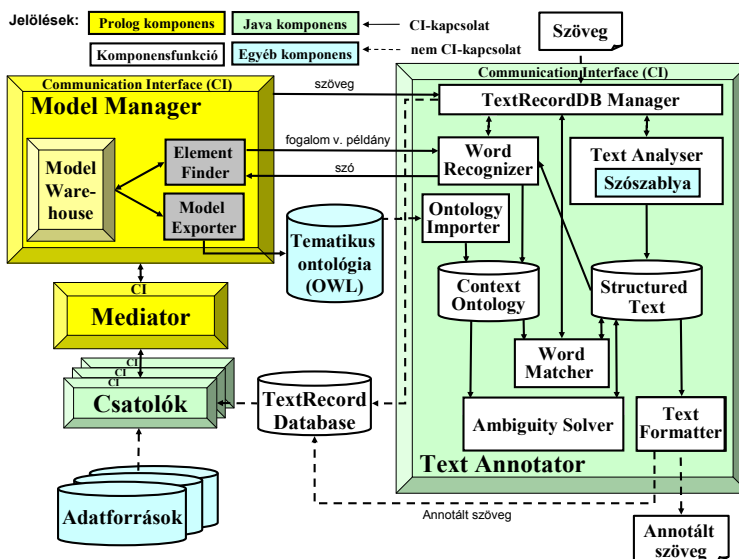 Jelölések:
Prolog komponens
Java komponens
CI-kapcsolat
Komponensfunkció
Egyéb komponens
nem CI-kapcsolat
Szöveg
Communication Interface (CI)
Model Manager
Model
Ware-
house
Element
Finder
Model
Exporter
szöveg
fogalom v. példány
szó
Tematikus
ontológia
(OWL)
CI
Mediator
CI
CI
CI
Csatolók
Adatforrások
TextRecord
Database
Communication Interface (CI)
TextRecordDB Manager
Word
Recognizer
Text Analyser
Szószablya
Ontology
Importer
Context
Ontology
Structured
Text
Word
Matcher
Ambiguity Solver
Text
Formatter
Text Annotator
Annotált szöveg
Annotált
szöveg